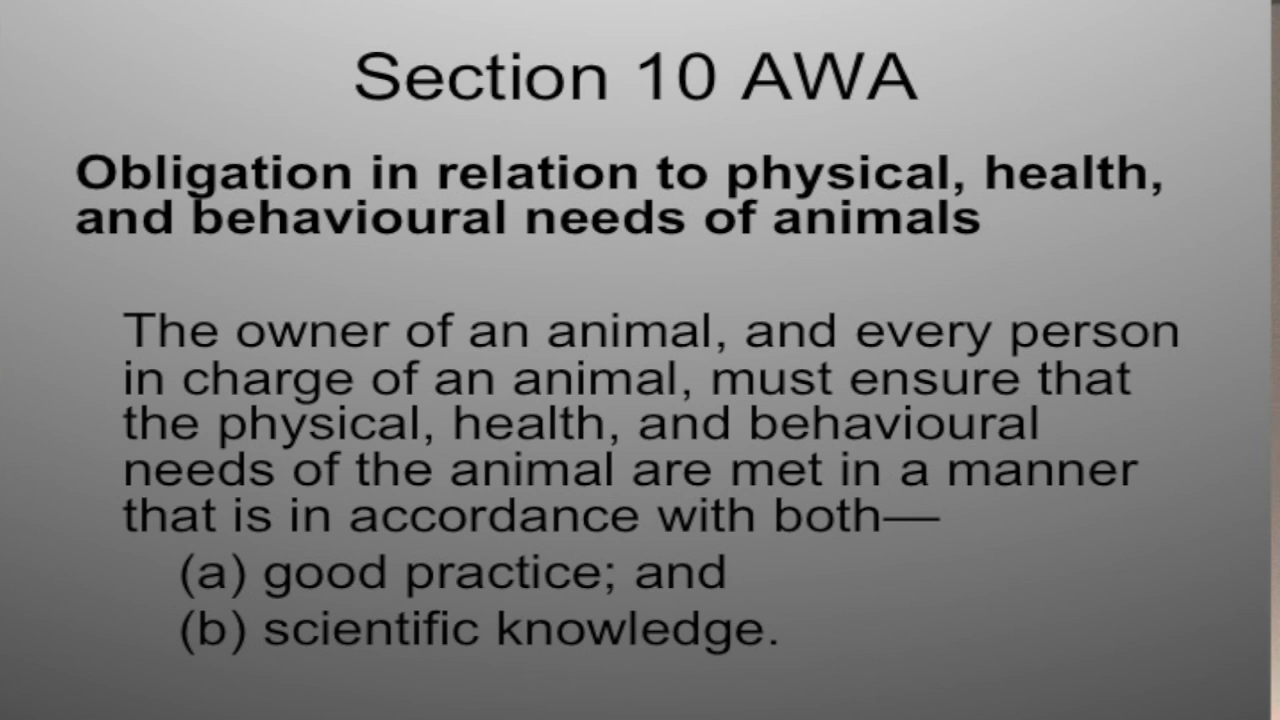 Section 10 AWA
Obligation in relation to physical, health,
and behavioural needs of animals
The owner of an animal, and every person
in charge of an animal, must ensure that
the physical, health, and behavioural
needs of the animal are met in a manner
that is in accordance with both—
(a) good practice; and
(b) scientific knowledge.